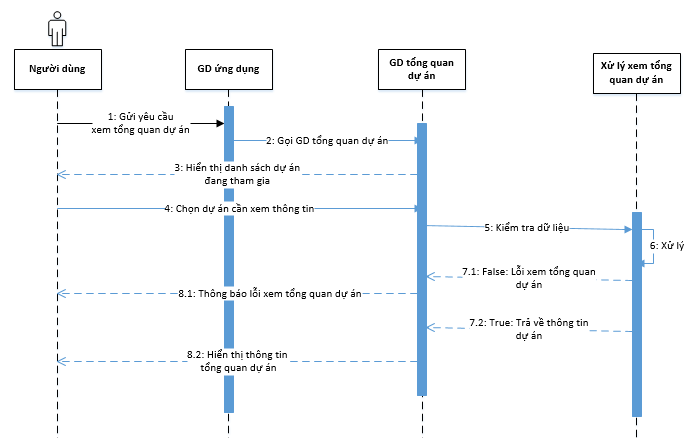 Người dùng
GD ứng dụng
GD tổng quan
dự án
Xử lý xem tổng
quan dự án
1: Gửi yêu cầu
xem tổng quan dự án
2: Gọi GD tổng quan dự án
3: Hiển thị danh sách dự án
đang tham gia
4: Chọn dự án cần xem thông tin
5: Kiểm tra dữ liệu
6: Xử lý
7.1: False: Lỗi xem tổng quan
dự án
8.1: Thông báo lỗi xem tổng quan dự án
7.2: True: Trả về thông tin
dự án
8.2: Hiển thị thông tin
tổng quan dự án